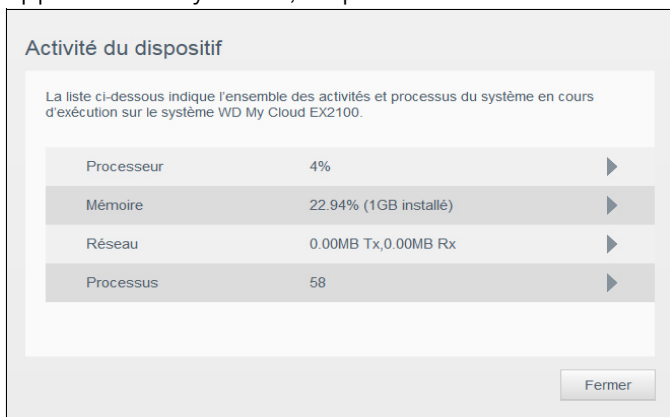 Activité du dispositif
La liste ci-dessous indique l'ensemble des activités et processus du système en cours
d'exécution sur le système WD My Cloud EX2100.
Processeur 4%
Mémoire 22.94% (1GB installé)
Réseau 0.00MB Tx,0.00MB Rx
Processus 58
Fermer